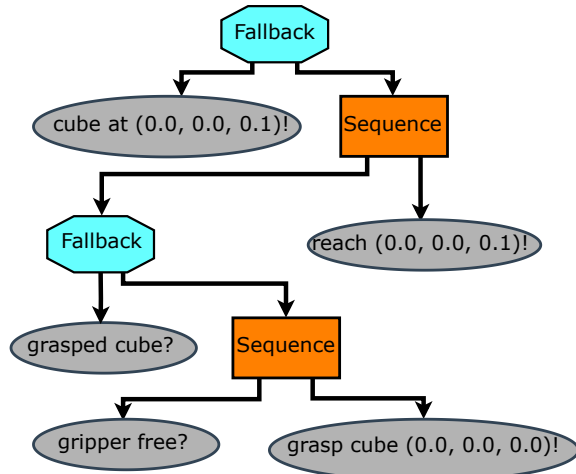 Fallback
cube at (0.0, 0.0, 0.1)!
Sequence
Fallback
reach (0.0, 0.0, 0.1)!
grasped cube?
Sequence
gripper free?
grasp cube (0.0, 0.0, 0.0)!